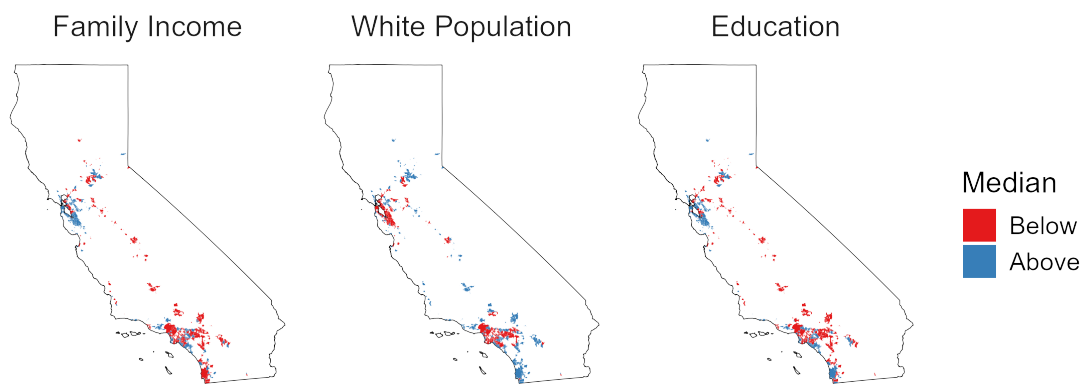 Family Income
White Population
Education
Median
Below
Above